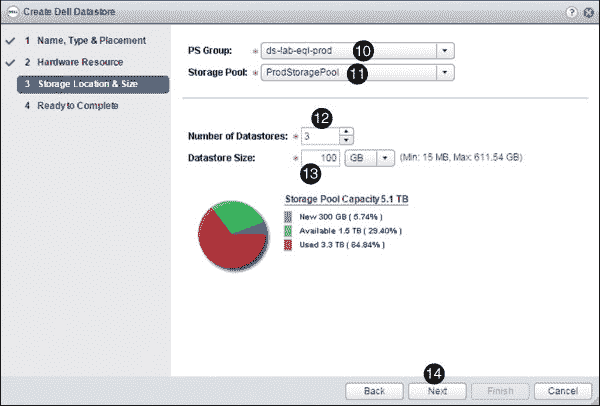 DELL Create Dell Datastore ? ×
✓ 1 Name, Type & Placement
✓ 2 Hardware Resource
3 Storage Location & Size
4 Ready to Complete
PS Group: * ds-lab-eql-prod 10
Storage Pool: * ProdStoragePool 11
12
Number of Datastores: * 3
Datastore Size: * 100 GB (Min: 15 MB, Max: 611.54 GB)
13
Storage Pool Capacity 5.1 TB
New 300 GB ( 5.74%)
Available 1.5 TB ( 29.40%)
Used 3.3 TB ( 64.84%)
14
Back Next Finish Cancel